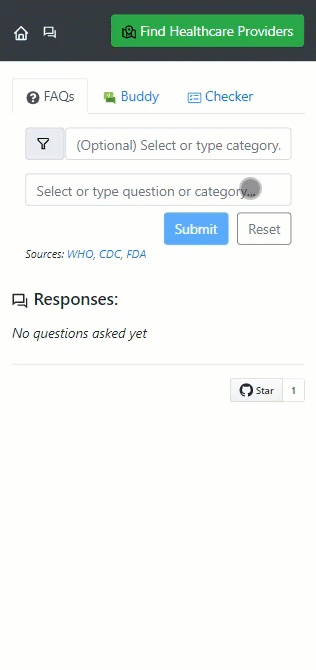 Find Healthcare Providers
FAQs
Buddy
Checker
(Optional) Select or type category.
Select or type question or category...
Submit
Reset
Sources: WHO, CDC, FDA
Responses:
No questions asked yet
Star
1